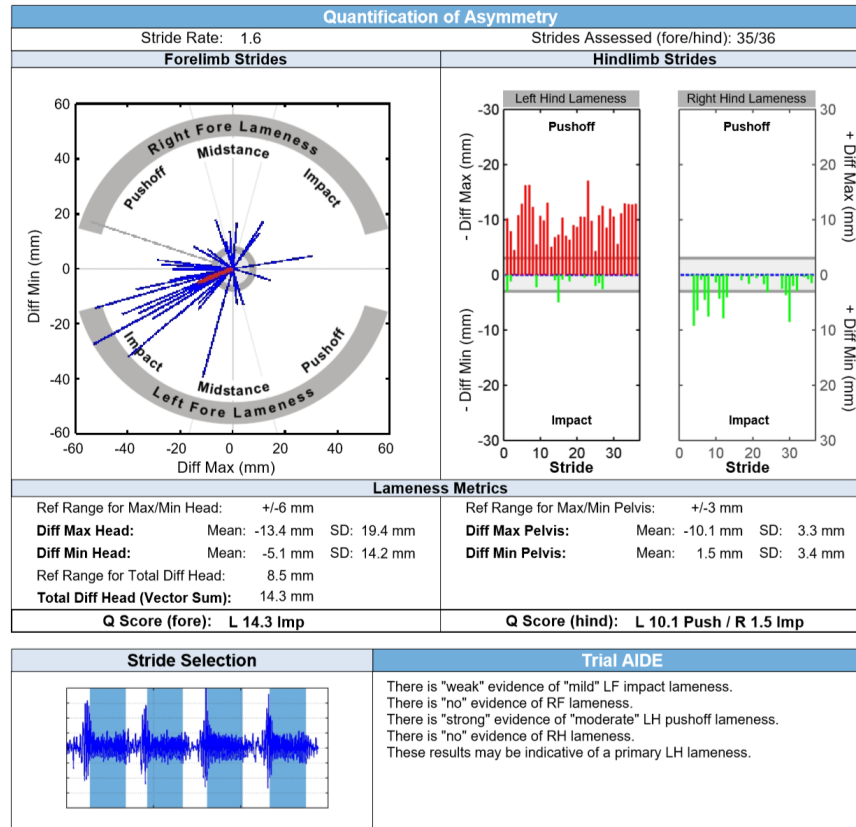 Quantification of Asymmetry
Stride Rate: 1.6 Strides Assessed (fore/hind): 35/36
Forelimb Strides Hindlimb Strides
60
40
20
0
-20
-40
-60
Diff Min (mm)
Right Fore Lameness
Midstance
Pushoff
Impact
Impact
Pushoff
Midstance
Left Fore Lameness
-60 -40 -20 0 20 40 60
Diff Max (mm)
Left Hind Lameness Right Hind Lameness
-30
-20
-10
0
-10
-20
-30
- Diff Max (mm)
- Diff Min (mm)
Pushoff
Impact
0 10 20 30
Stride
Pushoff
Impact
0 10 20 30
Stride
30
20
10
0
10
20
30
+ Diff Max (mm)
+ Diff Min (mm)
Lameness Metrics
Ref Range for Max/Min Head: +/-6 mm
Diff Max Head: Mean: -13.4 mm SD: 19.4 mm
Diff Min Head: Mean: -5.1 mm SD: 14.2 mm
Ref Range for Total Diff Head: 8.5 mm
Total Diff Head (Vector Sum): 14.3 mm
Q Score (fore): L 14.3 Imp
Ref Range for Max/Min Pelvis: +/-3 mm
Diff Max Pelvis: Mean: -10.1 mm SD: 3.3 mm
Diff Min Pelvis: Mean: 1.5 mm SD: 3.4 mm
Q Score (hind): L 10.1 Push / R 1.5 Imp
Stride Selection
Trial AIDE
There is "weak" evidence of "mild" LF impact lameness.
There is "no" evidence of RF lameness.
There is "strong" evidence of "moderate" LH pushoff lameness.
There is "no" evidence of RH lameness.
These results may be indicative of a primary LH lameness.